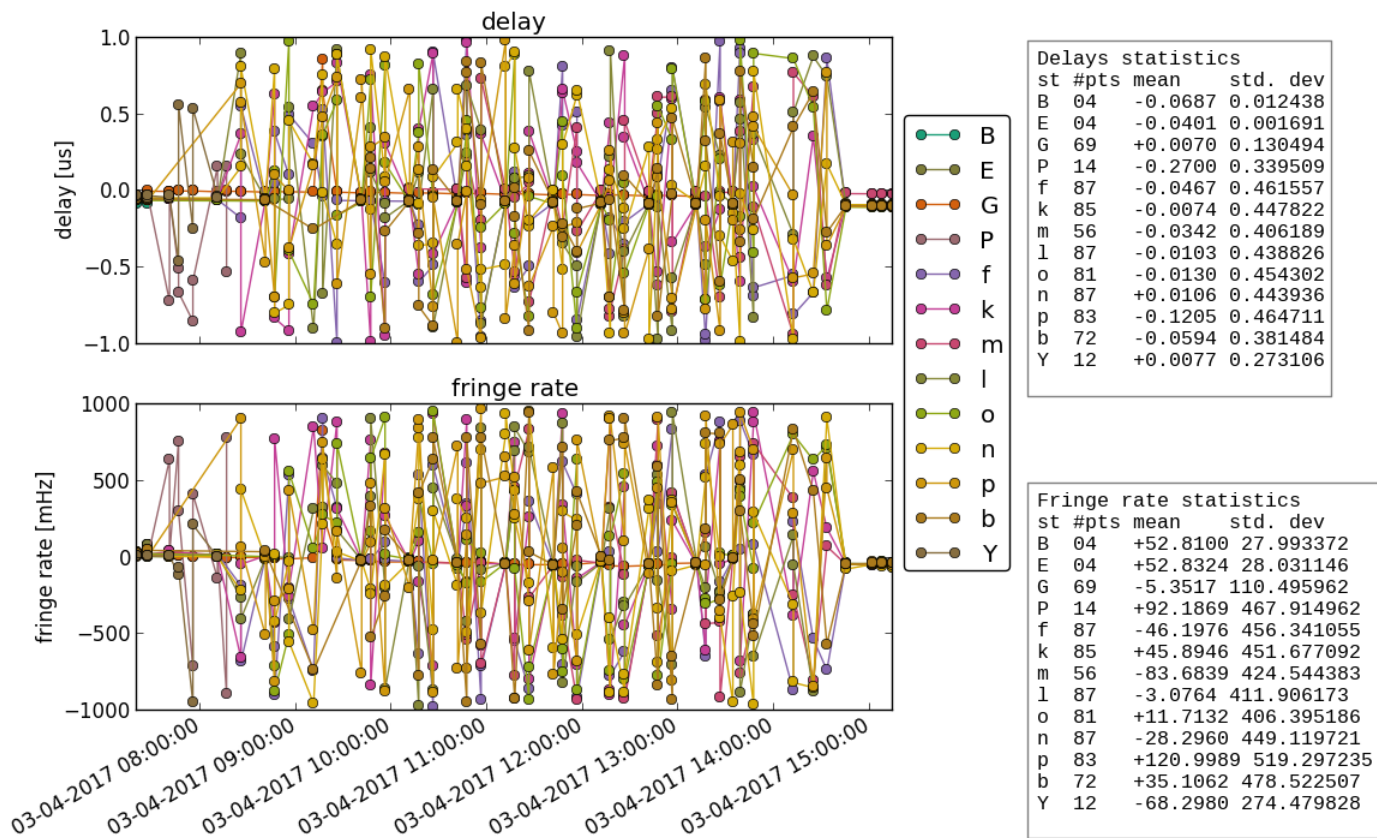 delay
1.0
0.5
0.0
−0.5
−1.0
delay [us]
fringe rate
1000
500
0
−500
−1000
fringe rate [mHz]
03-04-2017 08:00:00
03-04-2017 09:00:00
03-04-2017 10:00:00
03-04-2017 11:00:00
03-04-2017 12:00:00
03-04-2017 13:00:00
03-04-2017 14:00:00
03-04-2017 15:00:00
B
E
G
P
f
k
m
l
o
n
p
b
Y
Delays statistics
st #pts mean std. dev
B 04 -0.0687 0.012438
E 04 -0.0401 0.001691
G 69 +0.0070 0.130494
P 14 -0.2700 0.339509
f 87 -0.0467 0.461557
k 85 -0.0074 0.447822
m 56 -0.0342 0.406189
l 87 -0.0103 0.438826
o 81 -0.0130 0.454302
n 87 +0.0106 0.443936
p 83 -0.1205 0.464711
b 72 -0.0594 0.381484
Y 12 +0.0077 0.273106
Fringe rate statistics
st #pts mean std. dev
B 04 +52.8100 27.993372
E 04 +52.8324 28.031146
G 69 -5.3517 110.495962
P 14 +92.1869 467.914962
f 87 -46.1976 456.341055
k 85 +45.8946 451.677092
m 56 -83.6839 424.544383
l 87 -3.0764 411.906173
o 81 +11.7132 406.395186
n 87 -28.2960 449.119721
p 83 +120.9989 519.297235
b 72 +35.1062 478.522507
Y 12 -68.2980 274.479828